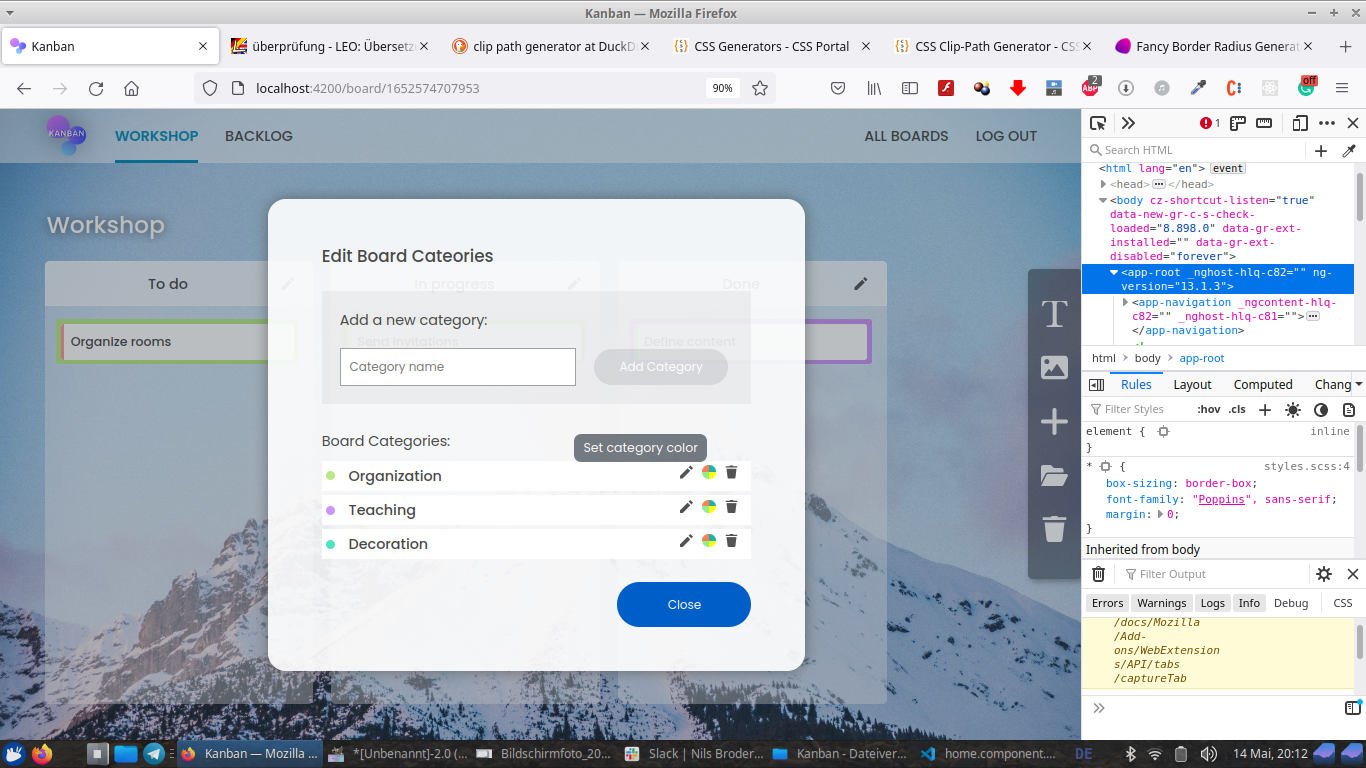 Kanban — Mozilla Firefox
Kanban
überprüfung - LEO: Übersetz
clip path generator at DuckD
CSS Generators - CSS Portal
CSS Clip-Path Generator - CSS
Fancy Border Radius Generat
localhost:4200/board/1652574707953
90%
2
off
KANBAN
WORKSHOP
BACKLOG
ALL BOARDS
LOG OUT
Workshop
To do
In progress
Done
Organize rooms
Send invitations
Define content
Edit Board Cateories
Add a new category:
Category name
Add Category
Board Categories:
Set category color
Organization
Teaching
Decoration
Close
1
Search HTML
<html lang="en"> event
<head> </head>
<body cz-shortcut-listen="true"
data-new-gr-c-s-check-
loaded="8.898.0" data-gr-ext-
installed="" data-gr-ext-
disabled="forever">
<app-root _nghost-hlq-c82="" ng-
version="13.1.3">
<app-navigation _ngcontent-hlq-
c82="" _nghost-hlq-c81="">
</app-navigation>
html
body
app-root
Rules
Layout
Computed
Chang
Filter Styles
:hov
.cls
element {
inline
}
* {
styles.scss:4
box-sizing: border-box;
font-family: "Poppins", sans-serif;
margin: 0;
}
Inherited from body
Filter Output
Errors
Warnings
Logs
Info
Debug
CSS
/docs/Mozilla
/Add-
ons/WebExtension
s/API/tabs
/captureTab
Kanban — Mozilla ...
*[Unbenannt]-2.0 (...
Bildschirmfoto_20...
Slack | Nils Broder...
Kanban - Dateiver...
home.component....
DE
14 Mai, 20:12